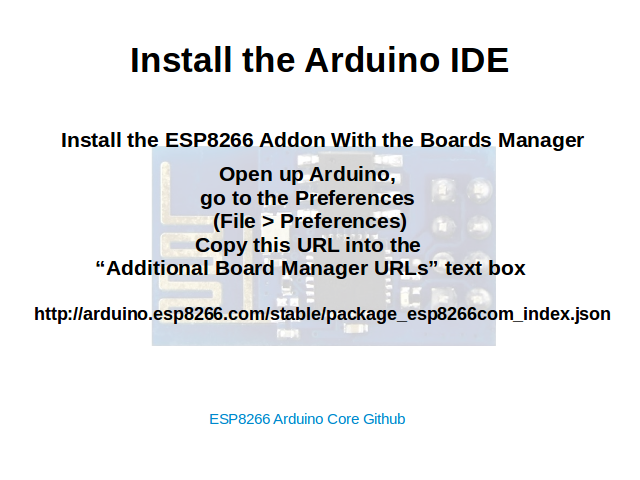 Install the Arduino IDE
Install the ESP8266 Addon With the Boards Manager
Open up Arduino,
go to the Preferences
(File > Preferences)
Copy this URL into the
“Additional Board Manager URLs” text box
http://arduino.esp8266.com/stable/package_esp8266com_index.json
ESP8266 Arduino Core Github